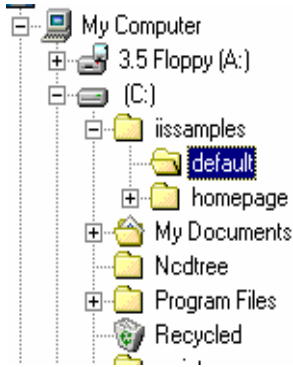 My Computer
3.5 Floppy (A:)
(C:)
iissamples
default
homepage
My Documents
Ncdtree
Program Files
Recycled